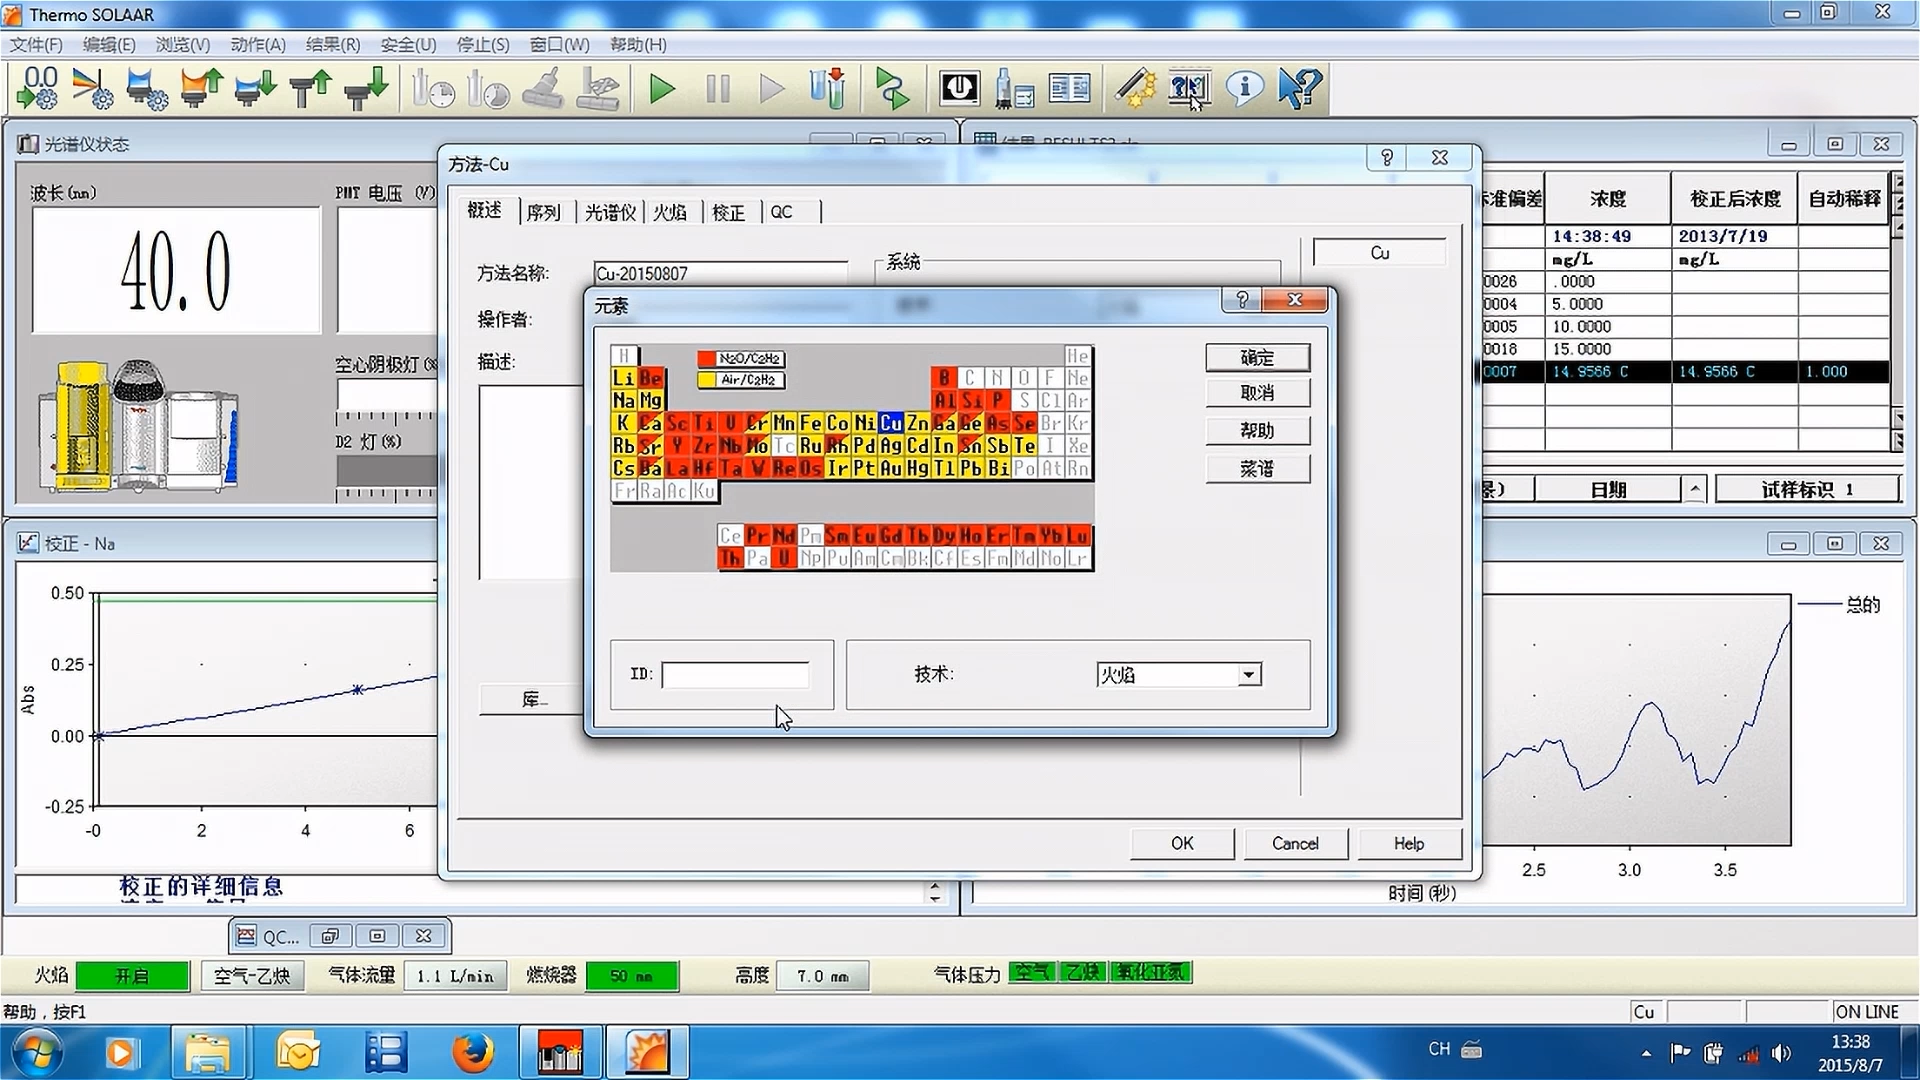 Thermo SOLAAR
文件(F) 编辑(E) 浏览(V) 动作(A) 结果(R) 安全(U) 停止(S) 窗口(W) 帮助(H)
0.0
光谱仪状态
波长(nm)
PMT 电压 (V)
40.0
空心阴极灯(%
D2 灯(%)
RESULTS2
准偏差 浓度 校正后浓度 自动稀释
14:38:49 2013/7/19
mg/L mg/L
0026 .0000
0004 5.0000
0005 10.0000
0018 15.0000
0007 14.9566 C 14.9566 C 1.000
日期 试样标识 1
方法-Cu
概述 序列 光谱仪 火焰 校正 QC
方法名称: Cu-20150807
系统
Cu
操作者:
描述:
库...
OK Cancel Help
元素
N2O/C2H2
Air/C2H2
H He
Li Be B C N O F Ne
Na Mg Al Si P S Cl Ar
K Ca Sc Ti V Cr Mn Fe Co Ni Cu Zn Ga Ge As Se Br Kr
Rb Sr Y Zr Nb Mo Tc Ru Rh Pd Ag Cd In Sn Sb Te I Xe
Cs Ba La Hf Ta W Re Os Ir Pt Au Hg Tl Pb Bi Po At Rn
Fr Ra Ac Ku
Ce Pr Nd Pm Sm Eu Gd Tb Dy Ho Er Tm Yb Lu
Th Pa U Np Pu Am Cm Bk Cf Es Fm Md No Lr
确定
取消
帮助
菜谱
ID:
技术: 火焰
校正 - Na
0.50
0.25
0.00
-0.25
Abs
-0 2 4 6
校正的详细信息
总的
2.5 3.0 3.5
时间(秒)
QC...
火焰 开启 空气-乙炔 气体流量 1.1 L/min 燃烧器 50 mm 高度 7.0 mm 气体压力 空气 乙炔 氧化亚氮
帮助, 按F1
Cu
ON LINE
CH
13:38
2015/8/7